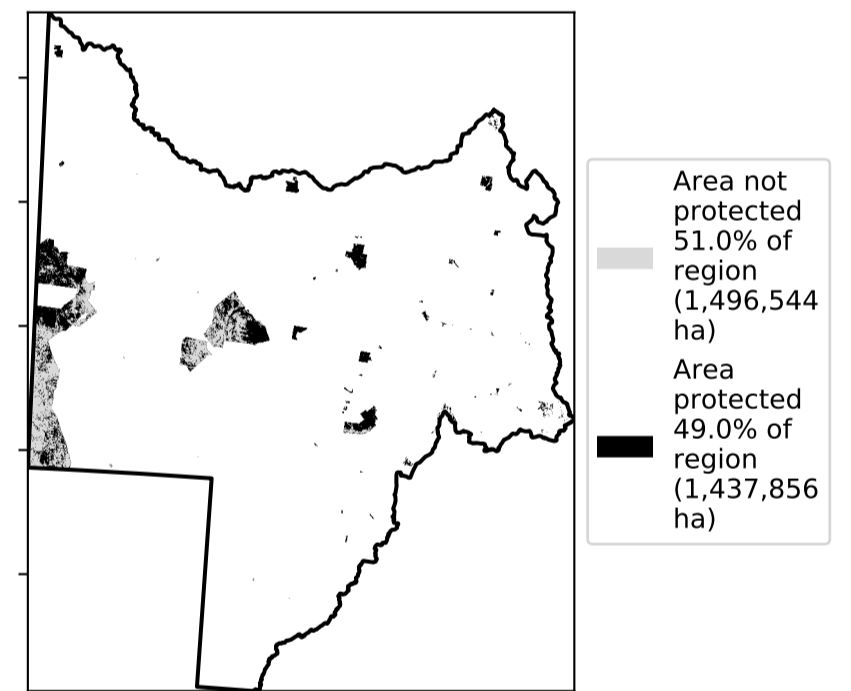 Area not
protected
51.0% of
region
(1,496,544
ha)
Area
protected
49.0% of
region
(1,437,856
ha)